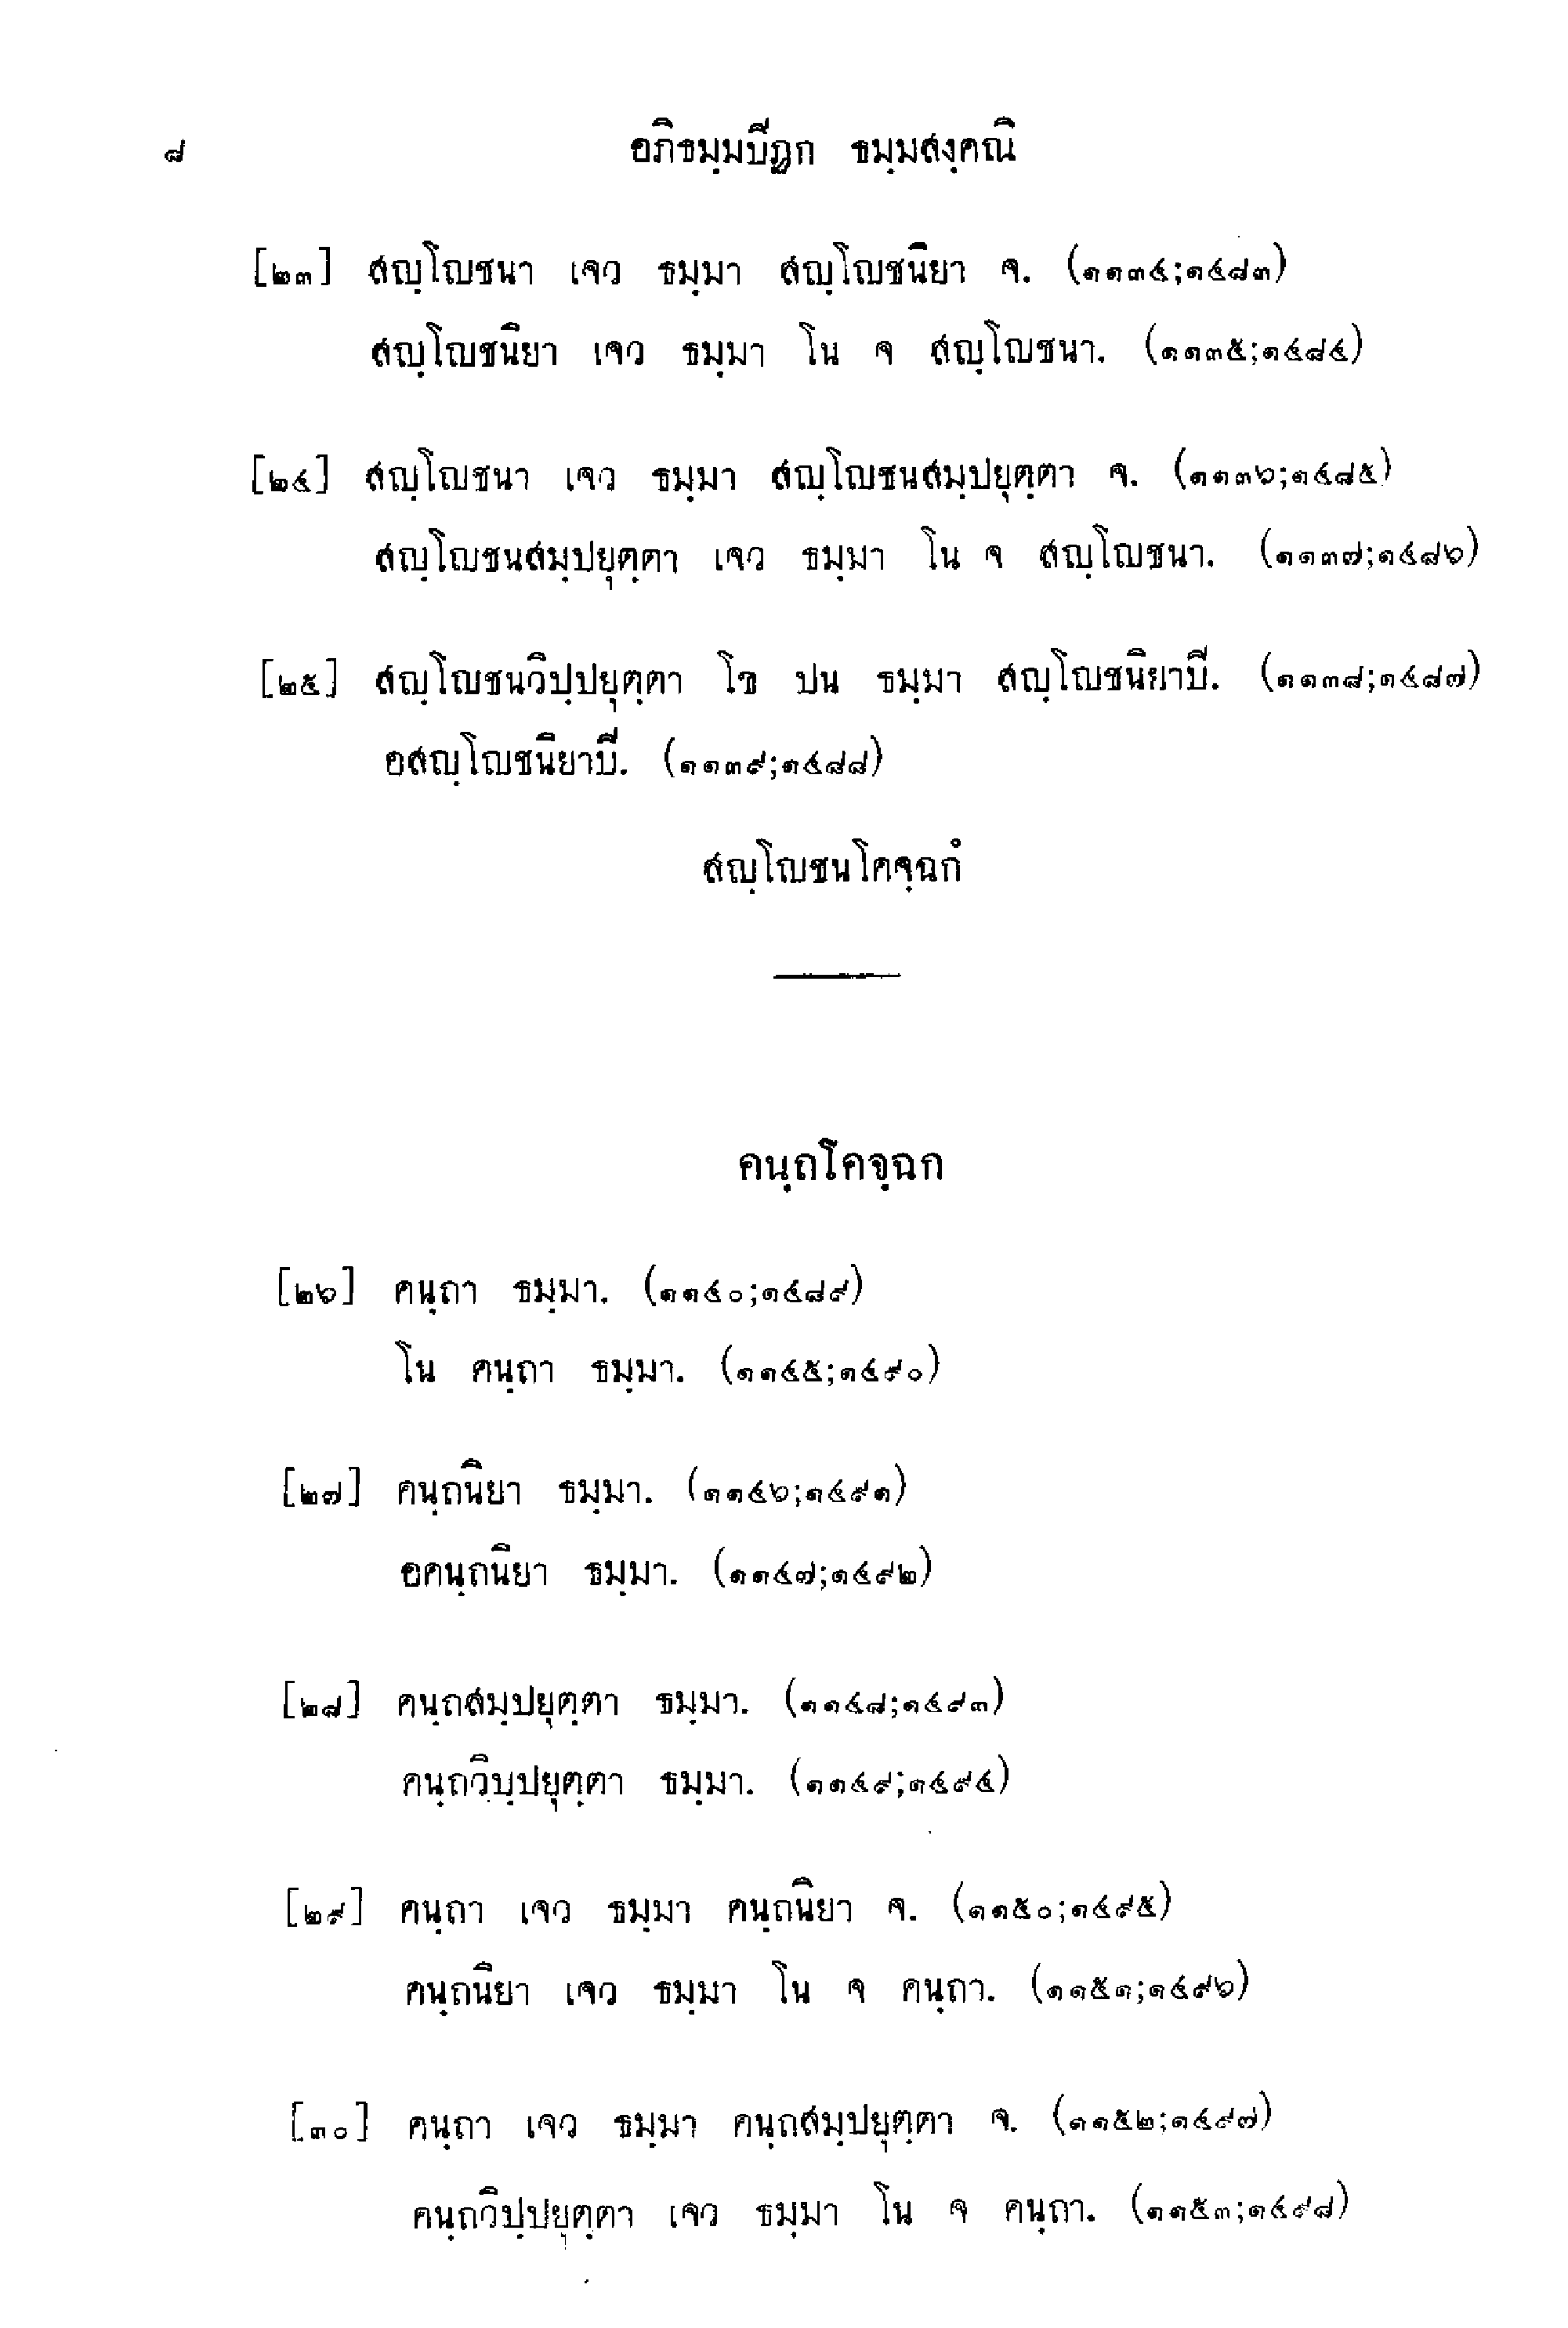 ๘ อภิธมฺมปีฏก ธมฺมสงฺคณิ
[๒๓] สญฺโญชนา เจว ธมฺมา สญฺโญชนิยา จ. (๑๑๓๔;๑๔๘๓)
สญฺโญชนิยา เจว ธมฺมา โน จ สญฺโญชนา. (๑๑๓๕;๑๔๘๔)
[๒๔] สญฺโญชนา เจว ธมฺมา สญฺโญชนสมฺปยุตฺตา จ. (๑๑๓๖;๑๔๘๕)
สญฺโญชนสมฺปยุตฺตา เจว ธมฺมา โน จ สญฺโญชนา. (๑๑๓๗;๑๔๘๖)
[๒๕] สญฺโญชนวิปฺปยุตฺตา โข ปน ธมฺมา สญฺโญชนิยาปี. (๑๑๓๘;๑๔๘๗)
อสญฺโญชนิยาปี. (๑๑๓๙;๑๔๘๘)
สญฺโญชนโคจฺฉกํ
คนฺถโคจฺฉก
[๒๖] คนฺถา ธมฺมา. (๑๑๔๐;๑๔๘๙)
โน คนฺถา ธมฺมา. (๑๑๔๕;๑๔๙๐)
[๒๗] คนฺถนิยา ธมฺมา. (๑๑๔๖;๑๔๙๑)
อคนฺถนิยา ธมฺมา. (๑๑๔๗;๑๔๙๒)
[๒๘] คนฺถสมฺปยุตฺตา ธมฺมา. (๑๑๔๘;๑๔๙๓)
คนฺถวิปฺปยุตฺตา ธมฺมา. (๑๑๔๙;๑๔๙๔)
[๒๙] คนฺถา เจว ธมฺมา คนฺถนิยา จ. (๑๑๕๐;๑๔๙๕)
คนฺถนิยา เจว ธมฺมา โน จ คนฺถา. (๑๑๕๑;๑๔๙๖)
[๓๐] คนฺถา เจว ธมฺมา คนฺถสมฺปยุตฺตา จ. (๑๑๕๒;๑๔๙๗)
คนฺถวิปฺปยุตฺตา เจว ธมฺมา โน จ คนฺถา. (๑๑๕๓;๑๔๙๘)